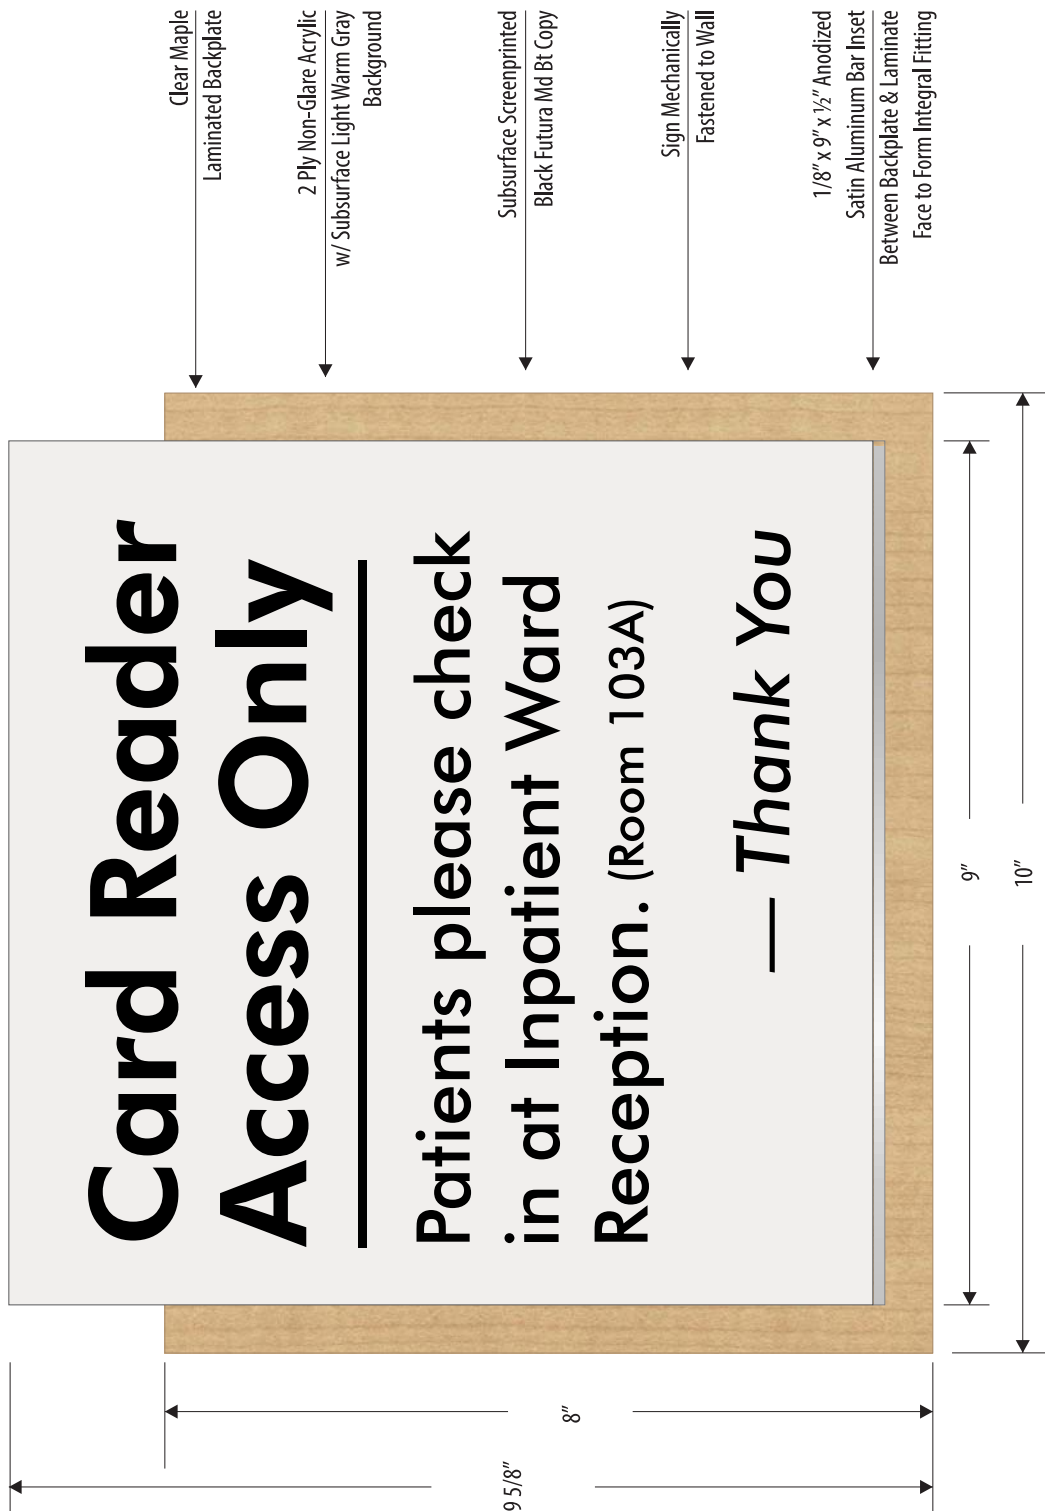 Card Reader
Access Only
Patients please check
in at Inpatient Ward
Reception. (Room 103A)
— Thank You
Clear Maple
Laminated Backplate
2 Ply Non-Glare Acrylic
w/ Subsurface Light Warm Gray
Background
Subsurface Screenprinted
Black Futura Md Bt Copy
Sign Mechanically
Fastened to Wall
1/8” x 9” x ½” Anodized
Satin Aluminum Bar Inset
Between Backplate & Laminate
Face to Form Integral Fitting
9 5/8”
8”
9”
10”